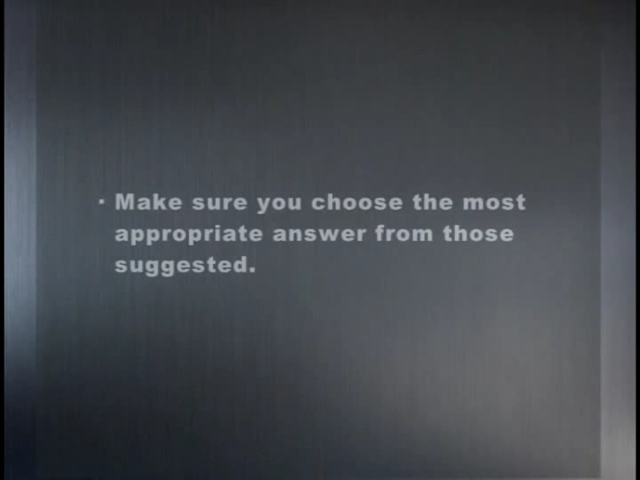 · Make sure you choose the most
appropriate answer from those
suggested.